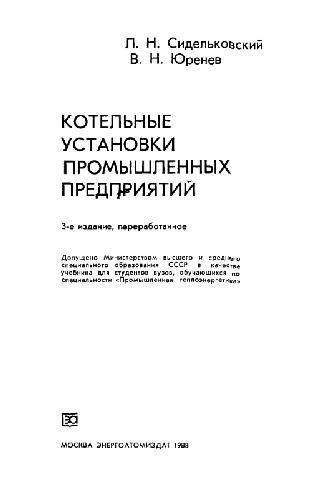 Л. Н. Сидельковский
В. Н. Юренев
КОТЕЛЬНЫЕ
УСТАНОВКИ
ПРОМЫШЛЕННЫХ
ПРЕДПРИЯТИЙ
3-е издание, переработанное
Допущено Министерством высшего и среднего
специального образования СССР в качестве
учебника для студентов вузов, обучающихся по
специальности «Промышленная теплоэнергетика»
МОСКВА ЭНЕРГОАТОМИЗДАТ 1988